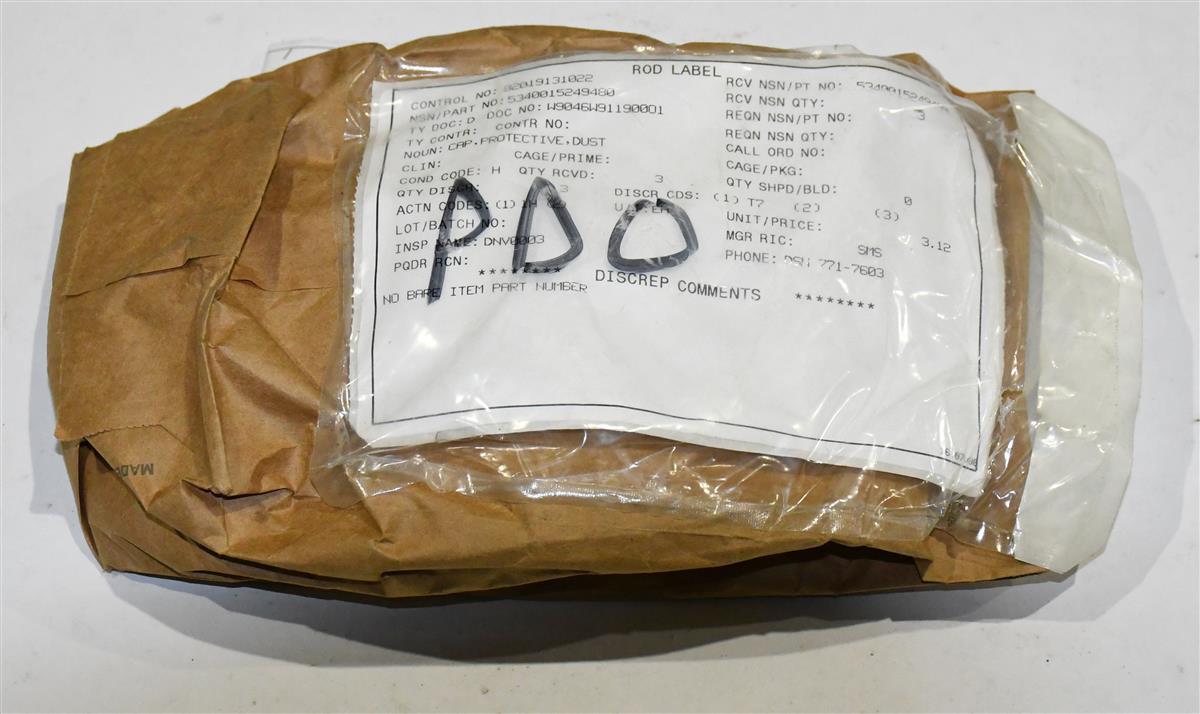 ROD LABEL
CONTROL NO: 82019131022 RCV NSN/PT NO:
NSN/PART NO: 5340015249480 RCV NSN QTY: 3
TY DOC: D DOC NO: W9046W91190001 REQN NSN/PT NO:
TY CONTR: CONTR NO: REQN NSN QTY:
NOUN: CAP,PROTECTIVE,DUST CALL ORD NO:
CLIN: CAGE/PRIME: CAGE/PKG:
COND CODE: H QTY RCVD: 3 QTY SHPD/BLD: 0
QTY DISCR: 3 DISCR CDS: (1) T7 (2) (3)
ACTN CODES: (1) UNIT/PRICE: 3.12
LOT/BATCH NO: MGR RIC: SMS
INSP NAME: DNV0003 PHONE: DSN 771-7603
PQDR RCN:
******** DISCREP COMMENTS ********
NO BARE ITEM PART NUMBER
PDO